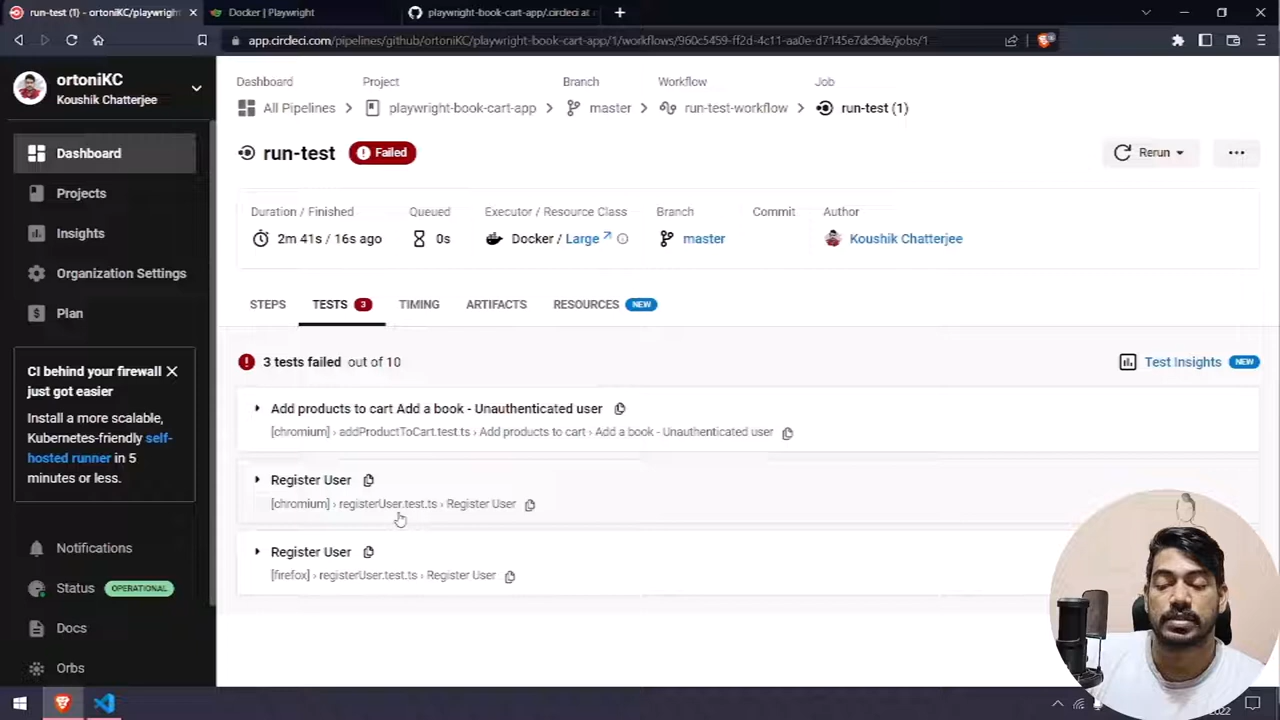 run-test (1) - ortoniKC/playwright
Docker | Playwright
playwright-book-cart-app/.circleci at
app.circleci.com/pipelines/github/ortoniKC/playwright-book-cart-app/1/workflows/960c5459-ff2d-4c11-aa0e-d7145e7dc9de/jobs/1
ortoniKC
Koushik Chatterjee
Dashboard
Projects
Insights
Organization Settings
Plan
CI behind your firewall
just got easier
Install a more scalable,
Kubernetes-friendly self-
hosted runner in 5
minutes or less.
Notifications
Status OPERATIONAL
Docs
Orbs
Dashboard Project Branch Workflow Job
All Pipelines playwright-book-cart-app master run-test-workflow run-test (1)
run-test Failed
Rerun
Duration / Finished Queued Executor / Resource Class Branch Commit Author
2m 41s / 16s ago 0s Docker / Large master Koushik Chatterjee
STEPS TESTS 3 TIMING ARTIFACTS RESOURCES NEW
3 tests failed out of 10
Test Insights NEW
Add products to cart Add a book - Unauthenticated user
[chromium] › addProductToCart.test.ts › Add products to cart › Add a book - Unauthenticated user
Register User
[chromium] › registerUser.test.ts › Register User
Register User
[firefox] › registerUser.test.ts › Register User
2022